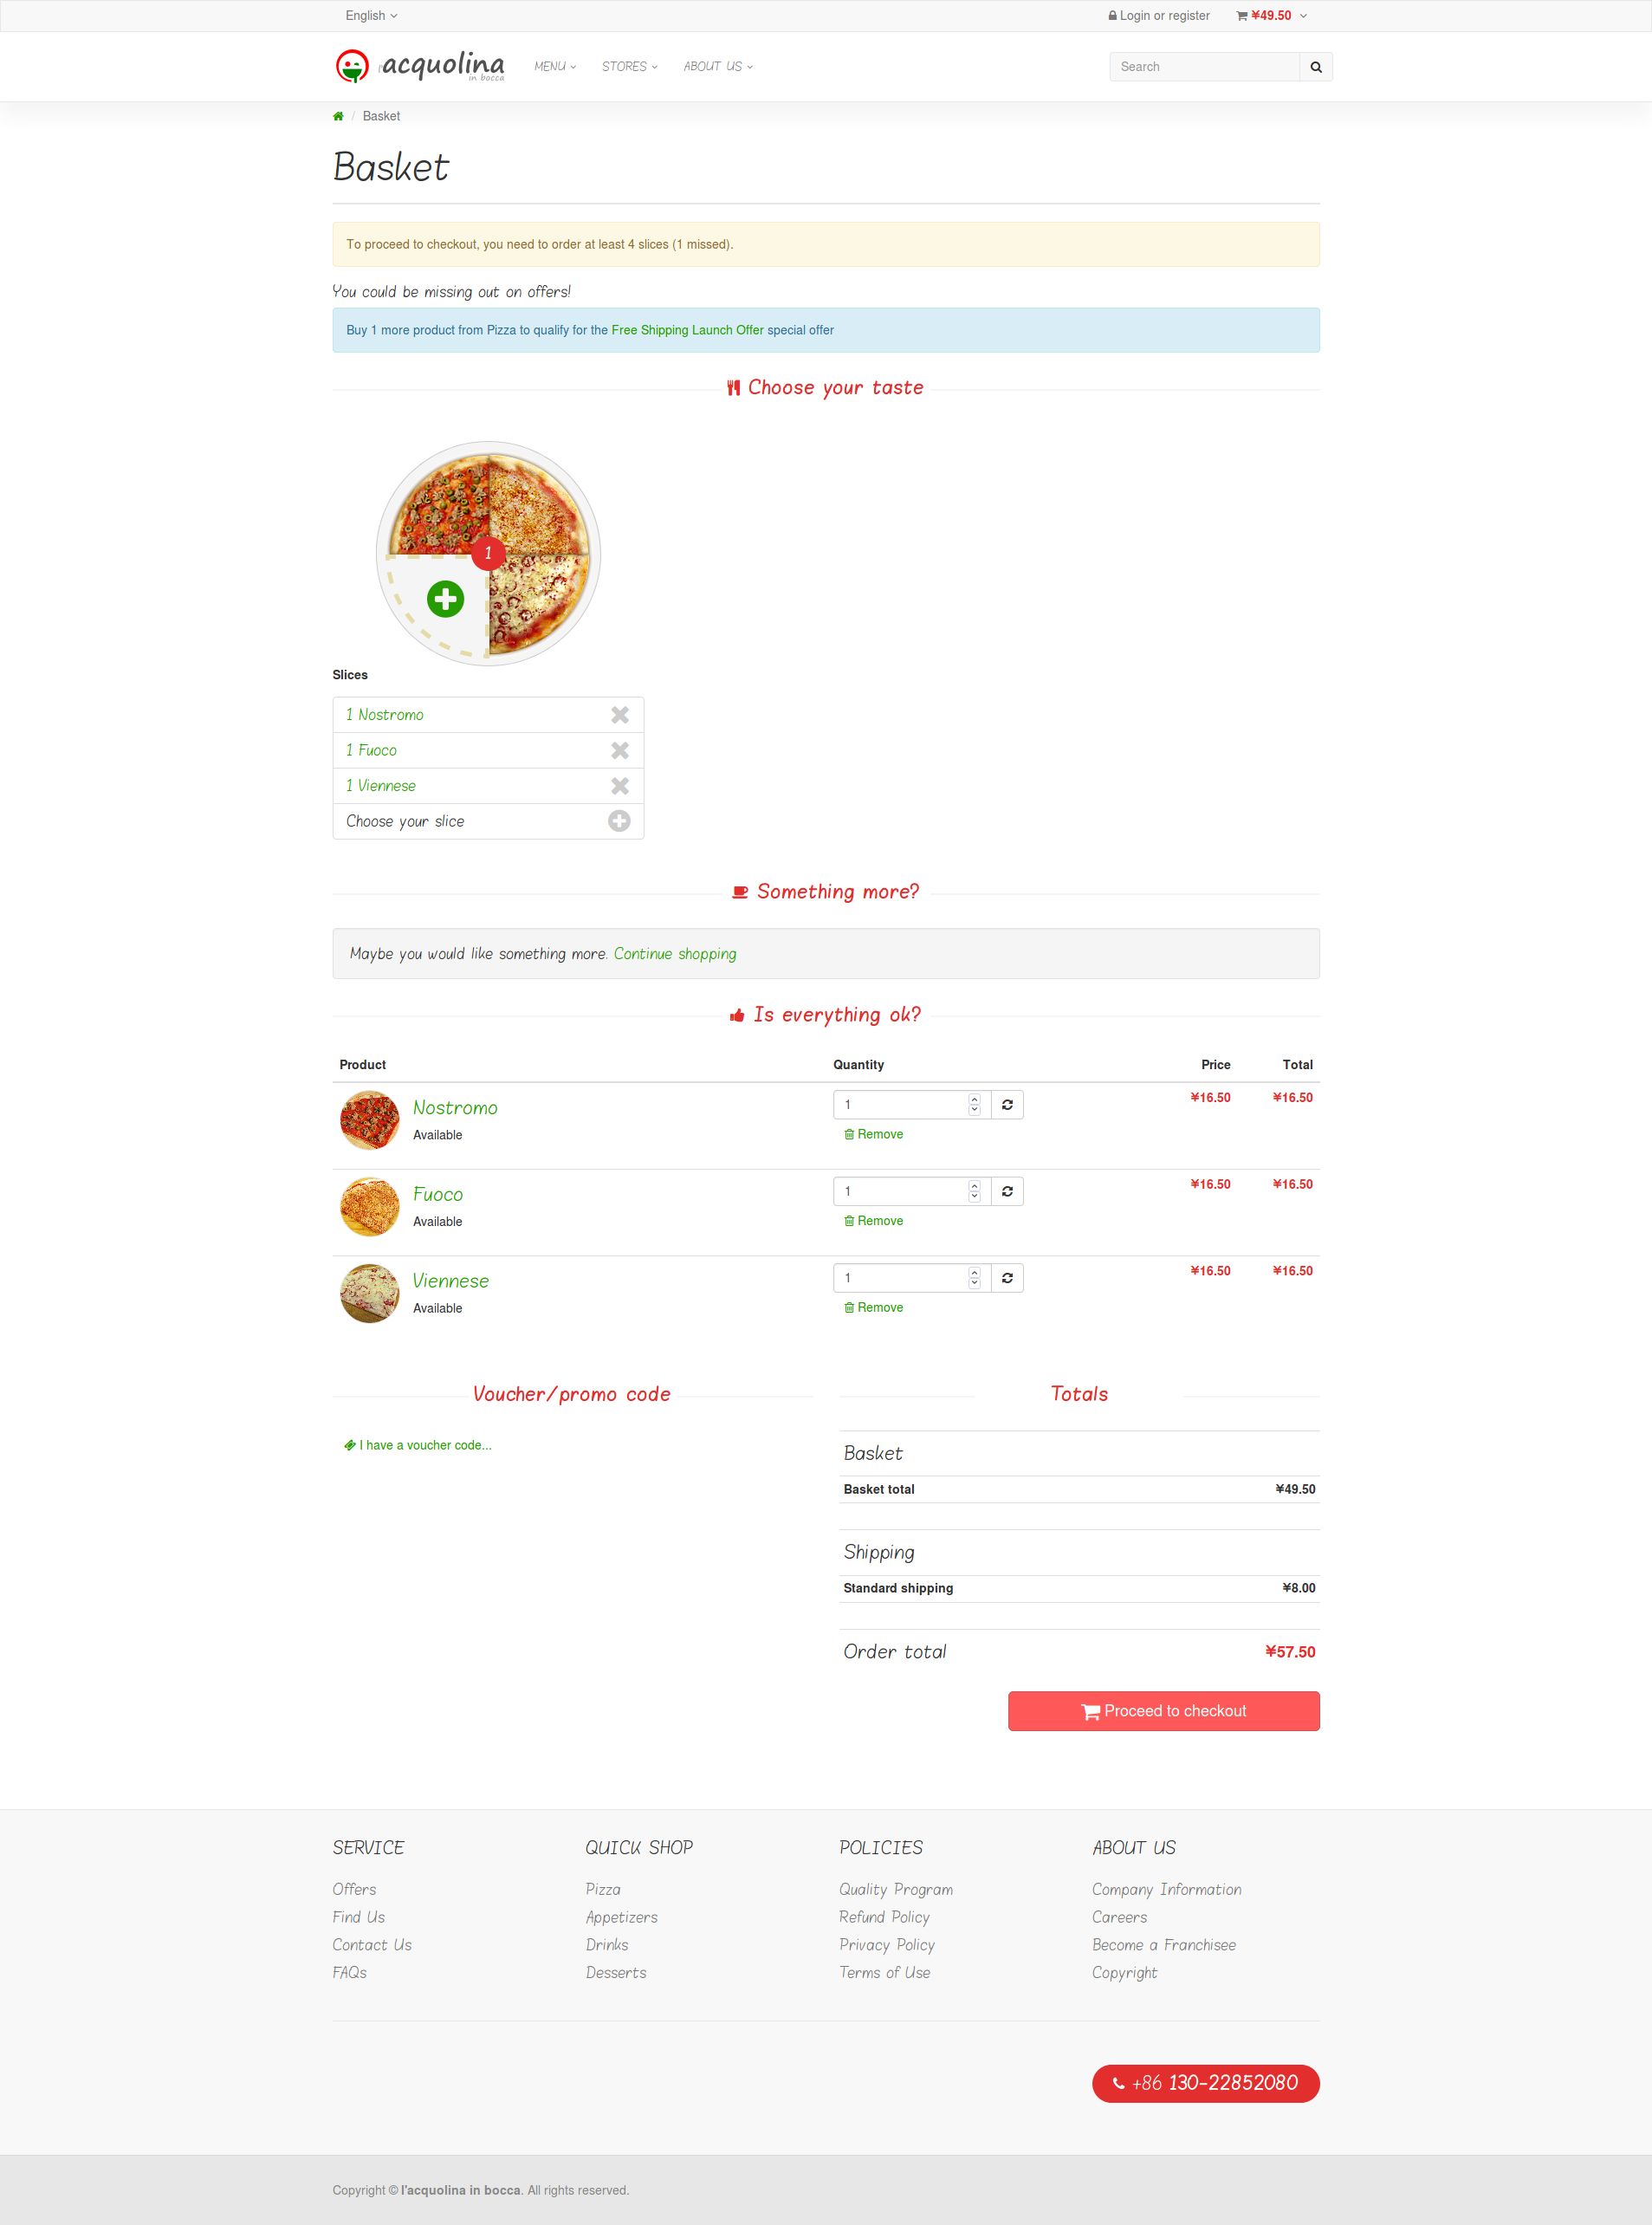 English
Login or register
¥49.50
l'acquolina
in bocca
MENU
STORES
ABOUT US
Search
/ Basket
Basket
To proceed to checkout, you need to order at least 4 slices (1 missed).
You could be missing out on offers!
Buy 1 more product from Pizza to qualify for the Free Shipping Launch Offer special offer
Choose your taste
1
Slices
1 Nostromo
1 Fuoco
1 Viennese
Choose your slice
Something more?
Maybe you would like something more. Continue shopping
Is everything ok?
Product Quantity Price Total
Nostromo 1 ¥16.50 ¥16.50
Available Remove
Fuoco 1 ¥16.50 ¥16.50
Available Remove
Viennese 1 ¥16.50 ¥16.50
Available Remove
Voucher/promo code
I have a voucher code...
Totals
Basket
Basket total ¥49.50
Shipping
Standard shipping ¥8.00
Order total ¥57.50
Proceed to checkout
SERVICE
Offers
Find Us
Contact Us
FAQs
QUICK SHOP
Pizza
Appetizers
Drinks
Desserts
POLICIES
Quality Program
Refund Policy
Privacy Policy
Terms of Use
ABOUT US
Company Information
Careers
Become a Franchisee
Copyright
+86 130-22852080
Copyright © l'acquolina in bocca. All rights reserved.